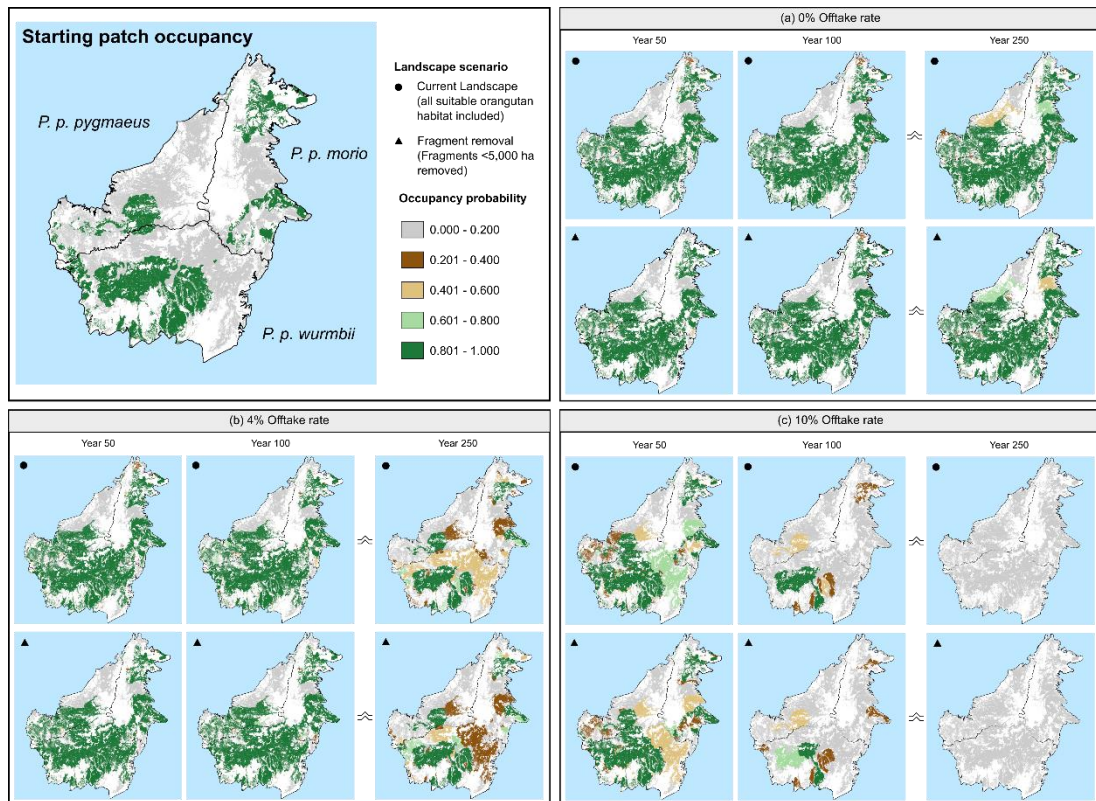 Starting patch occupancy
P. p. pygmaeus
P. p. morio
P. p. wurmbii
Landscape scenario
Current Landscape
(all suitable orangutan
habitat included)
Fragment removal
(Fragments <5,000 ha
removed)
Occupancy probability
0.000 - 0.200
0.201 - 0.400
0.401 - 0.600
0.601 - 0.800
0.801 - 1.000
(a) 0% Offtake rate
Year 50 Year 100 Year 250
(b) 4% Offtake rate
Year 50 Year 100 Year 250
(c) 10% Offtake rate
Year 50 Year 100 Year 250